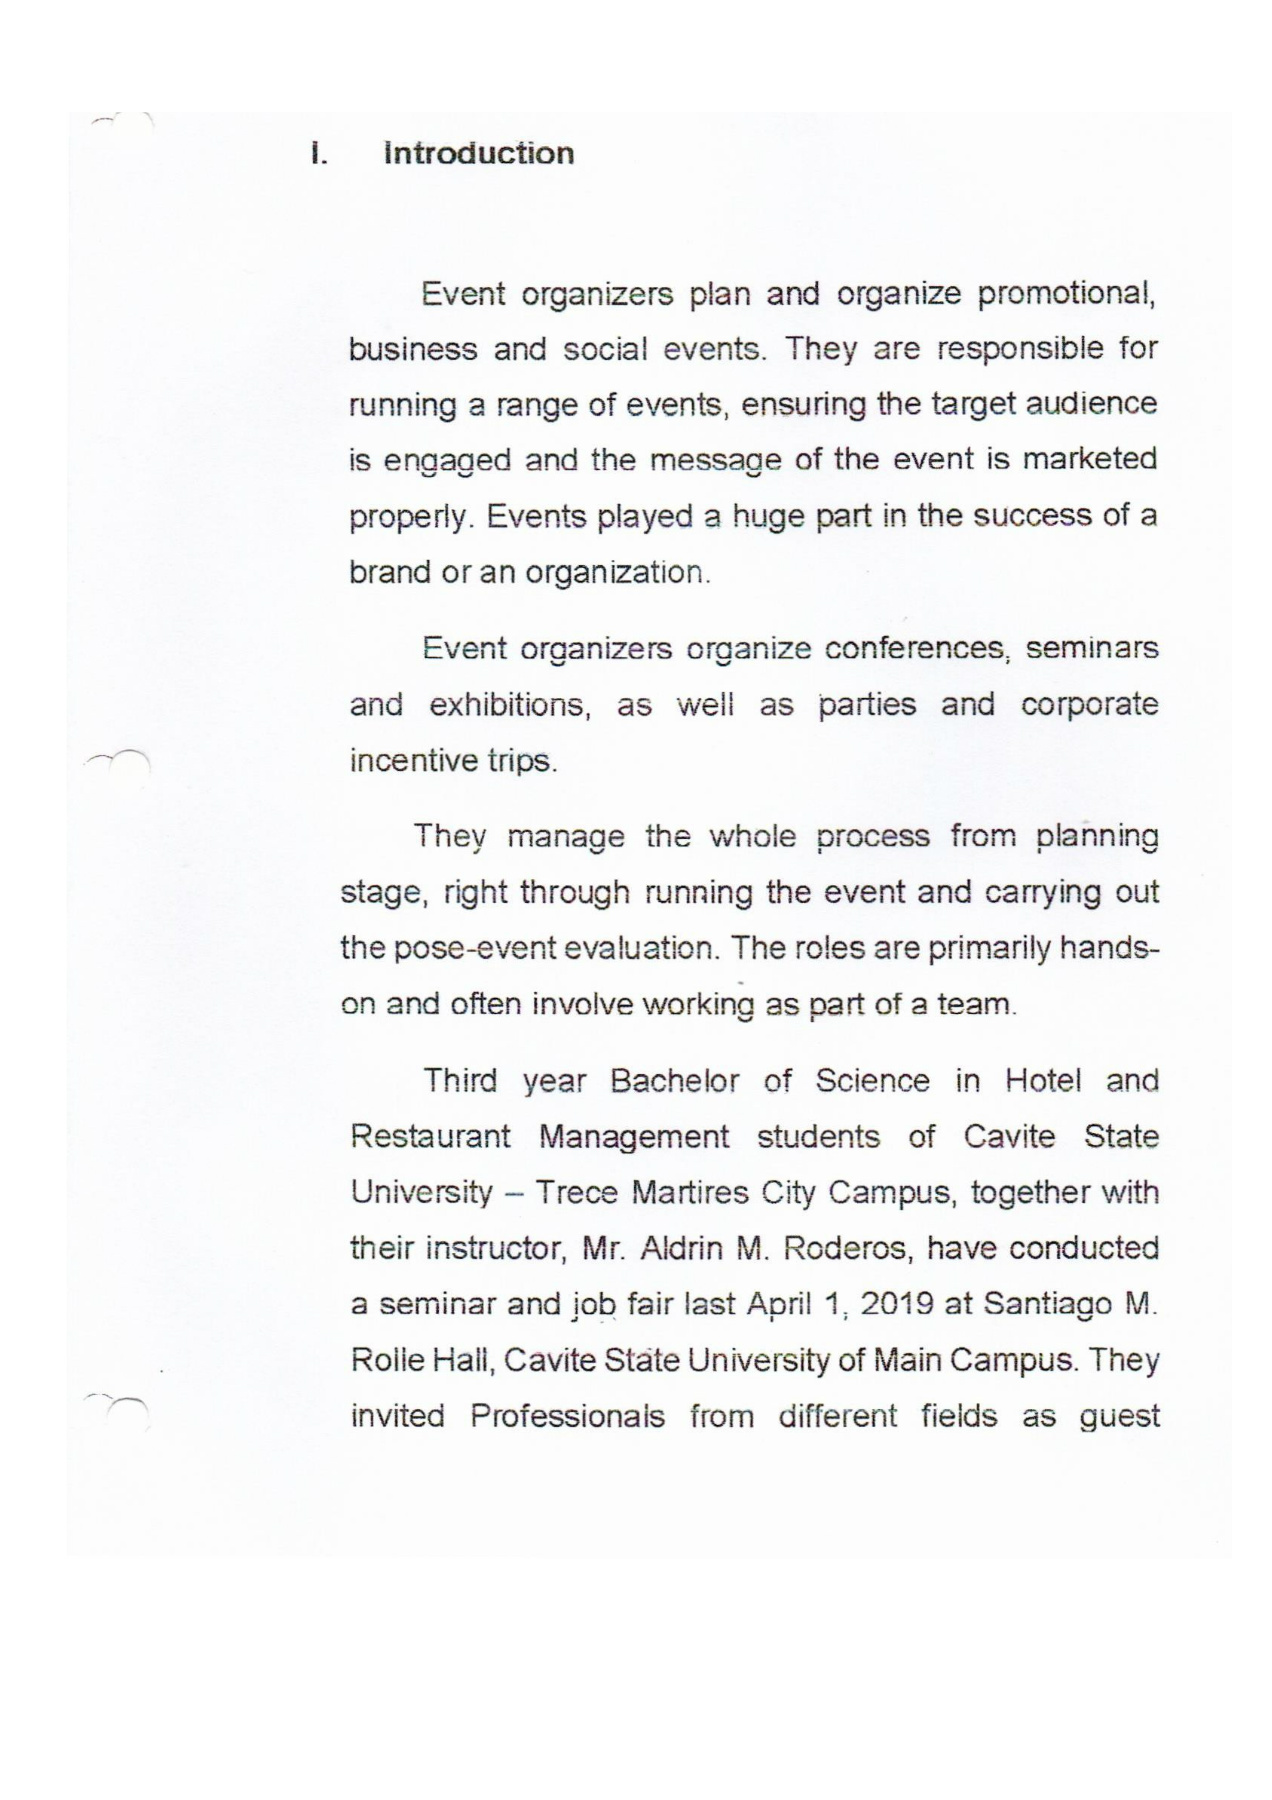 I. Introduction
Event organizers plan and organize promotional,
business and social events. They are responsible for
running a range of events, ensuring the target audience
is engaged and the message of the event is marketed
properly. Events played a huge part in the success of a
brand or an organization.
Event organizers organize conferences, seminars
and exhibitions, as well as parties and corporate
incentive trips.
They manage the whole process from planning
stage, right through running the event and carrying out
the pose-event evaluation. The roles are primarily hands-
on and often involve working as part of a team.
Third year Bachelor of Science in Hotel and
Restaurant Management students of Cavite State
University – Trece Martires City Campus, together with
their instructor, Mr. Aldrin M. Roderos, have conducted
a seminar and job fair last April 1, 2019 at Santiago M.
Rolle Hall, Cavite State University of Main Campus. They
invited Professionals from different fields as guest